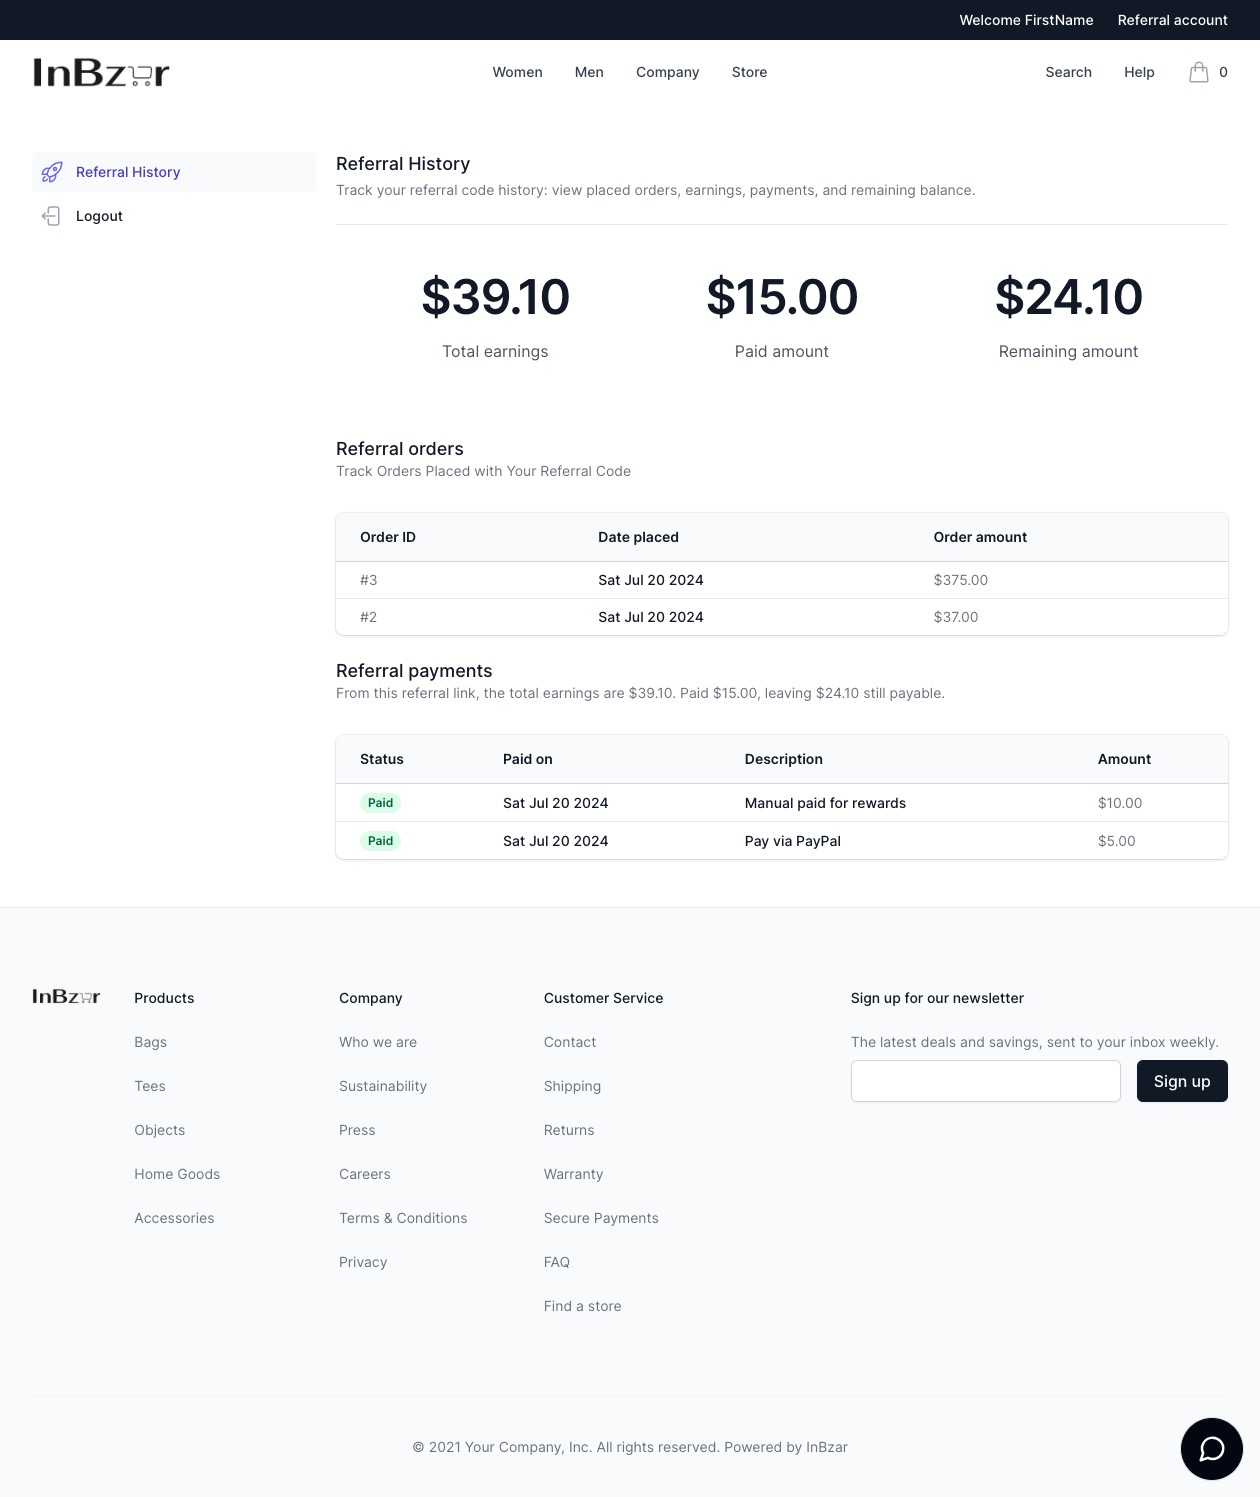 Welcome FirstName Referral account
InBzar Women Men Company Store Search Help 0
Referral History
Logout
Referral History
Track your referral code history: view placed orders, earnings, payments, and remaining balance.
$39.10 $15.00 $24.10
Total earnings Paid amount Remaining amount
Referral orders
Track Orders Placed with Your Referral Code
Order ID Date placed Order amount
#3 Sat Jul 20 2024 $375.00
#2 Sat Jul 20 2024 $37.00
Referral payments
From this referral link, the total earnings are $39.10. Paid $15.00, leaving $24.10 still payable.
Status Paid on Description Amount
Paid Sat Jul 20 2024 Manual paid for rewards $10.00
Paid Sat Jul 20 2024 Pay via PayPal $5.00
InBzar
Products
Bags
Tees
Objects
Home Goods
Accessories
Company
Who we are
Sustainability
Press
Careers
Terms & Conditions
Privacy
Customer Service
Contact
Shipping
Returns
Warranty
Secure Payments
FAQ
Find a store
Sign up for our newsletter
The latest deals and savings, sent to your inbox weekly.
Sign up
© 2021 Your Company, Inc. All rights reserved. Powered by InBzar